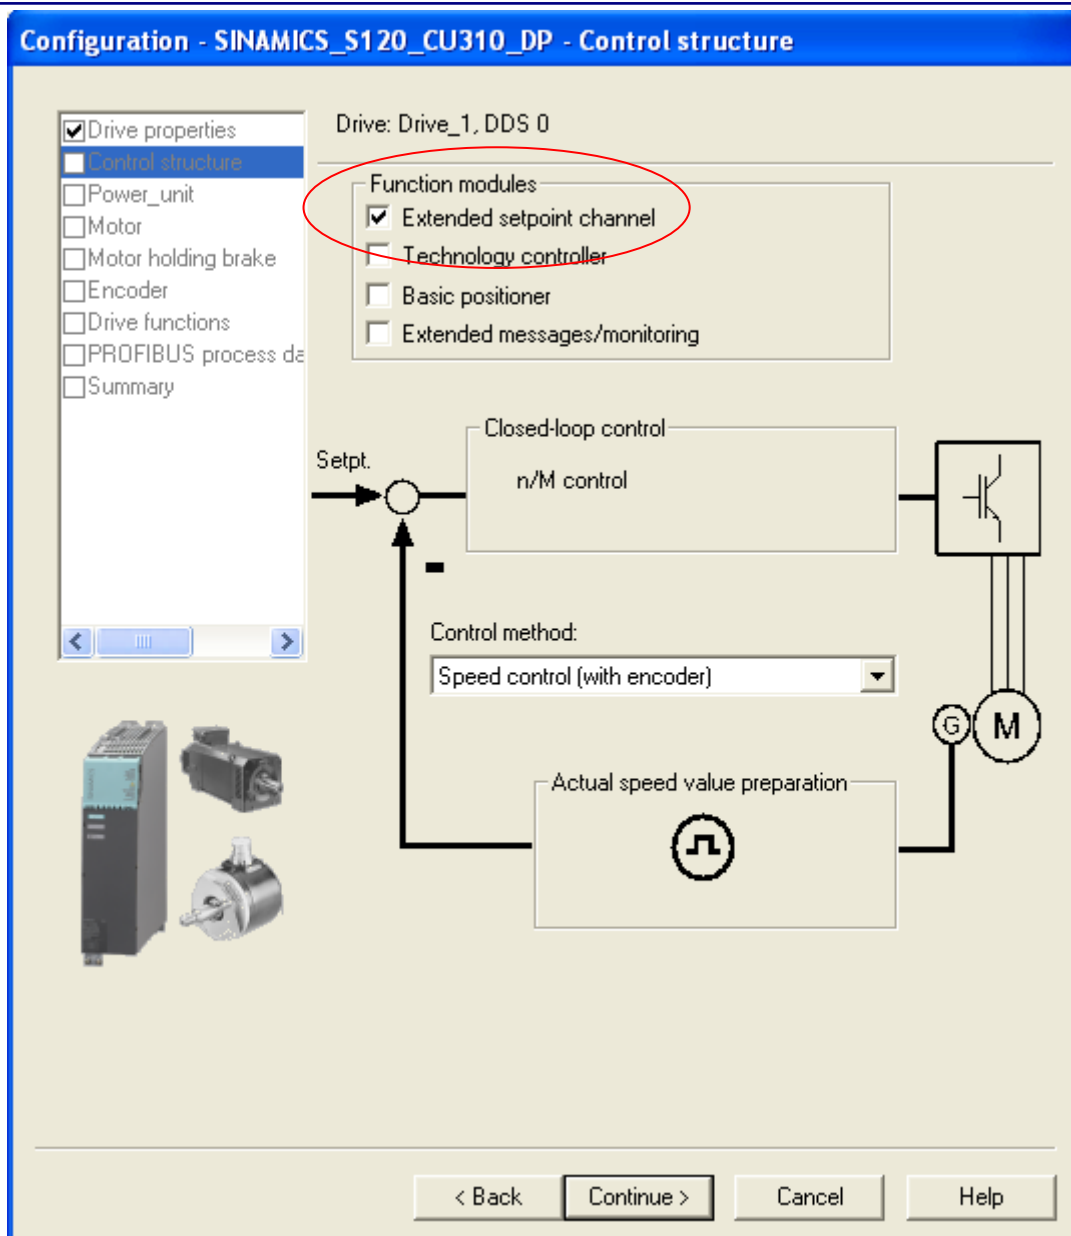 Configuration - SINAMICS_S120_CU310_DP - Control structure
Drive properties
Control structure
Power_unit
Motor
Motor holding brake
Encoder
Drive functions
PROFIBUS process da
Summary
Drive: Drive_1, DDS 0
Function modules
Extended setpoint channel
Technology controller
Basic positioner
Extended messages/monitoring
Closed-loop control
Setpt.
n/M control
Control method:
Speed control (with encoder)
G
M
Actual speed value preparation
< Back
Continue >
Cancel
Help